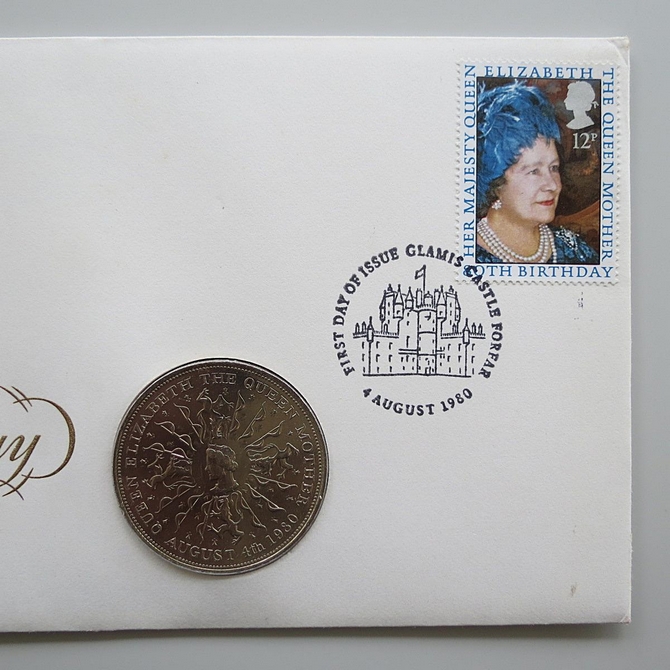 HER MAJESTY QUEEN
ELIZABETH
THE QUEEN MOTHER
80TH BIRTHDAY
12P
FIRST DAY OF ISSUE GLAMIS CASTLE FORFAR
4 AUGUST 1980
QUEEN ELIZABETH THE QUEEN MOTHER
AUGUST 4th 1980